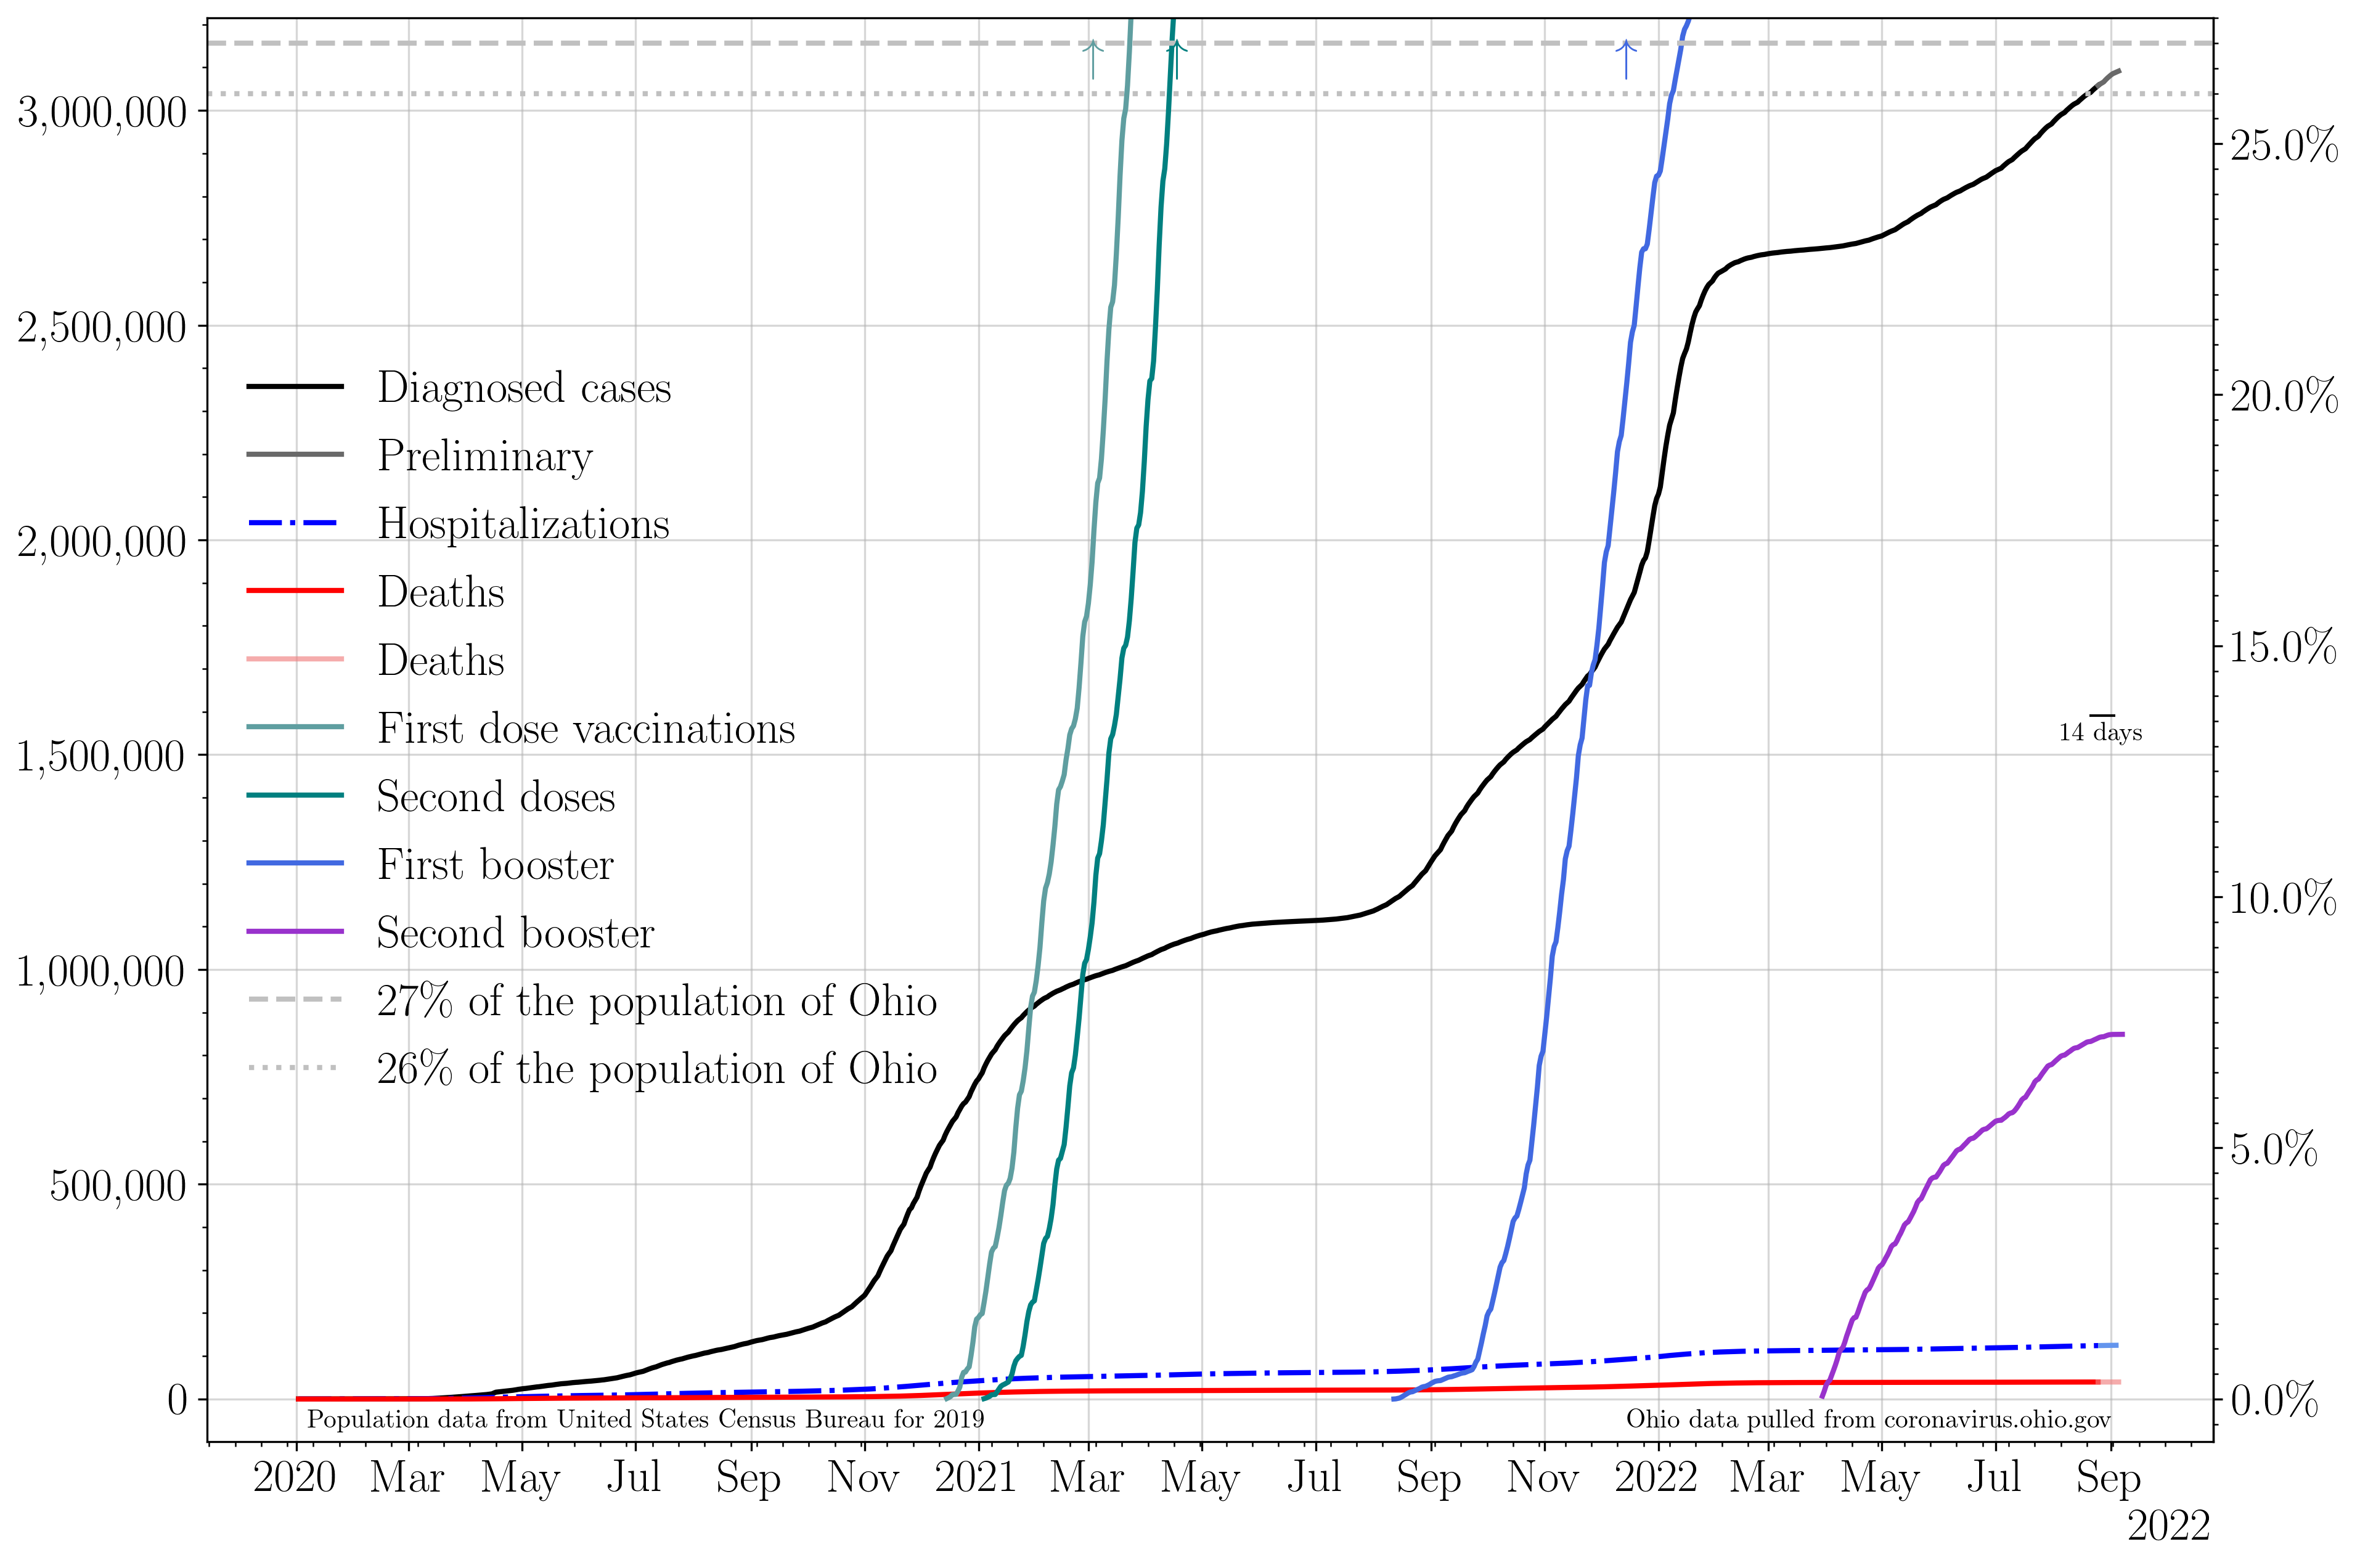 3,000,000
2,500,000
2,000,000
1,500,000
1,000,000
500,000
0
Diagnosed cases
Preliminary
Hospitalizations
Deaths
Deaths
First dose vaccinations
Second doses
First booster
Second booster
27% of the population of Ohio
26% of the population of Ohio
14 days
25.0%
20.0%
15.0%
10.0%
5.0%
0.0%
Population data from United States Census Bureau for 2019
Ohio data pulled from coronavirus.ohio.gov
2020 Mar May Jul Sep Nov 2021 Mar May Jul Sep Nov 2022 Mar May Jul Sep
2022